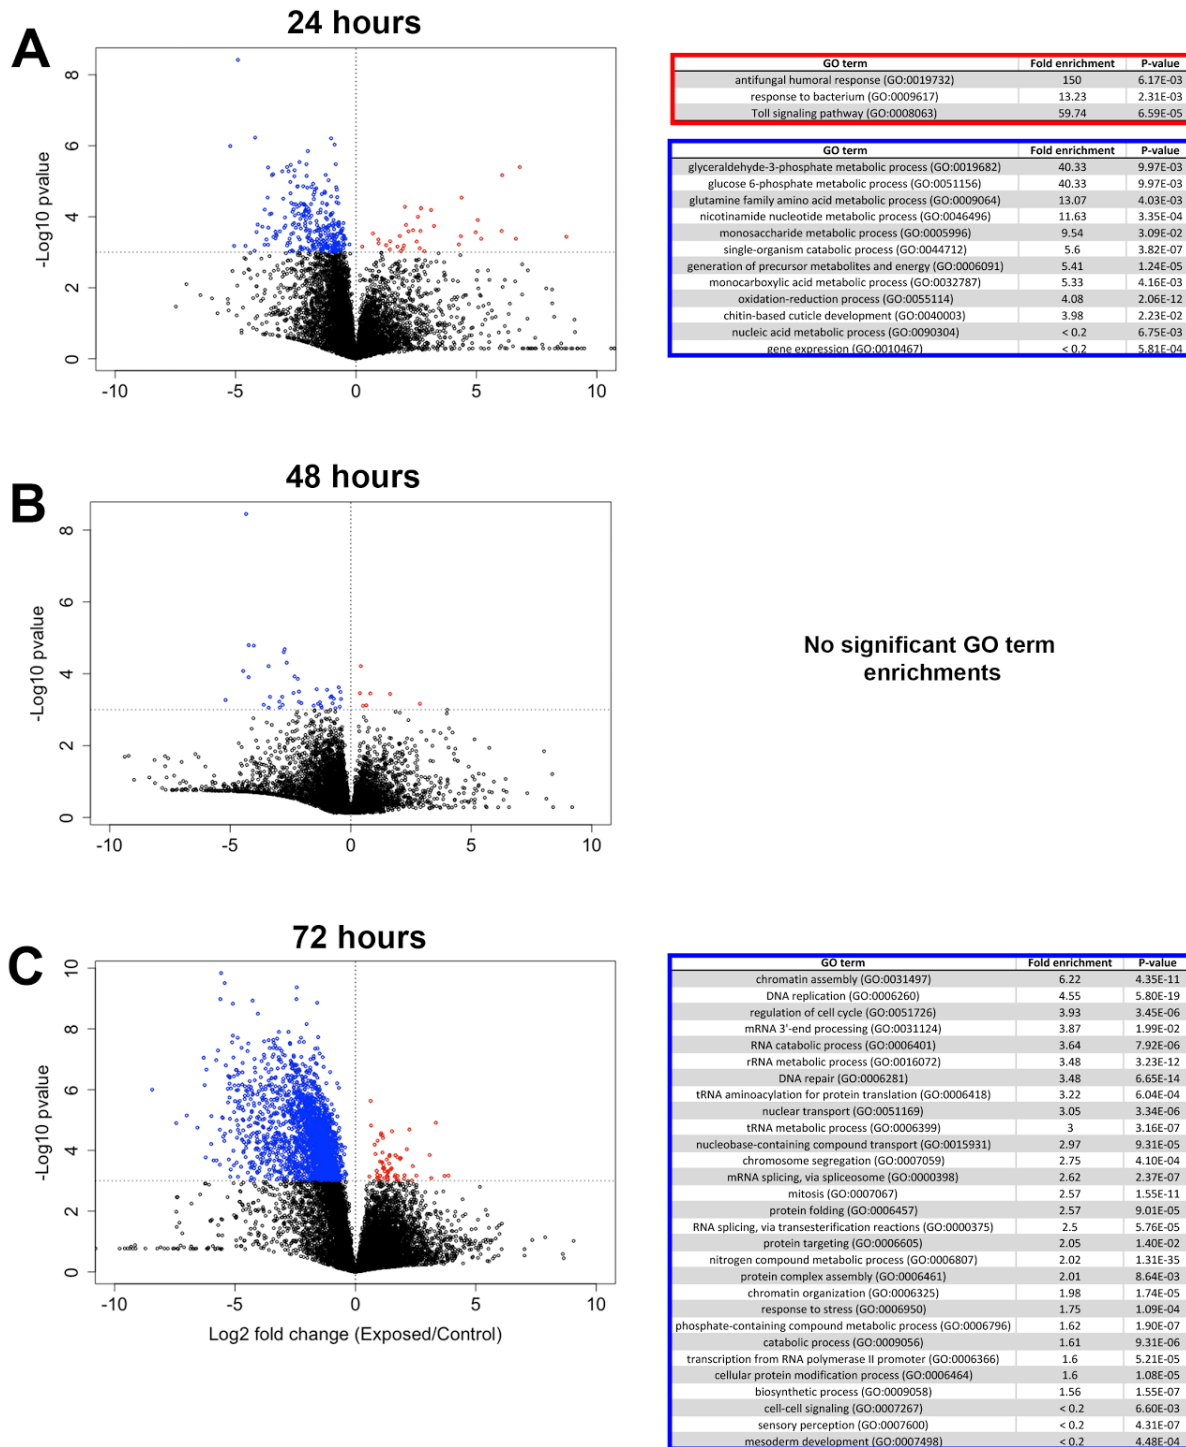 A
24 hours
8
6
4
2
0
-Log10 pvalue
-10 -5 0 5 10
GO term Fold enrichment P-value
antifungal humoral response (GO:0019732) 150 6.17E-03
response to bacterium (GO:0009617) 13.23 2.31E-03
Toll signaling pathway (GO:0008063) 59.74 6.59E-05
GO term Fold enrichment P-value
glyceraldehyde-3-phosphate metabolic process (GO:0019682) 40.33 9.97E-03
glucose 6-phosphate metabolic process (GO:0051156) 40.33 9.97E-03
glutamine family amino acid metabolic process (GO:0009064) 13.07 4.03E-03
nicotinamide nucleotide metabolic process (GO:0046496) 11.63 3.35E-04
monosaccharide metabolic process (GO:0005996) 9.54 3.09E-02
single-organism catabolic process (GO:0044712) 5.6 3.82E-07
generation of precursor metabolites and energy (GO:0006091) 5.41 1.24E-05
monocarboxylic acid metabolic process (GO:0032787) 5.33 4.16E-03
oxidation-reduction process (GO:0055114) 4.08 2.06E-12
chitin-based cuticle development (GO:0040003) 3.98 2.23E-02
nucleic acid metabolic process (GO:0090304) < 0.2 6.75E-03
gene expression (GO:0010467) < 0.2 5.81E-04
B
48 hours
8
6
4
2
0
-Log10 pvalue
-10 -5 0 5 10
No significant GO term
enrichments
C
72 hours
10
8
6
4
2
0
-Log10 pvalue
-10 -5 0 5 10
Log2 fold change (Exposed/Control)
GO term Fold enrichment P-value
chromatin assembly (GO:0031497) 6.22 4.35E-11
DNA replication (GO:0006260) 4.55 5.80E-19
regulation of cell cycle (GO:0051726) 3.93 3.45E-06
mRNA 3'-end processing (GO:0031124) 3.87 1.99E-02
RNA catabolic process (GO:0006401) 3.64 7.92E-06
rRNA metabolic process (GO:0016072) 3.48 3.23E-12
DNA repair (GO:0006281) 3.48 6.65E-14
tRNA aminoacylation for protein translation (GO:0006418) 3.22 6.04E-04
nuclear transport (GO:0051169) 3.05 3.34E-06
tRNA metabolic process (GO:0006399) 3 3.16E-07
nucleobase-containing compound transport (GO:0015931) 2.97 9.31E-05
chromosome segregation (GO:0007059) 2.75 4.10E-04
mRNA splicing, via spliceosome (GO:0000398) 2.62 2.37E-07
mitosis (GO:0007067) 2.57 1.55E-11
protein folding (GO:0006457) 2.57 9.01E-05
RNA splicing, via transesterification reactions (GO:0000375) 2.5 5.76E-05
protein targeting (GO:0006605) 2.05 1.40E-02
nitrogen compound metabolic process (GO:0006807) 2.02 1.31E-35
protein complex assembly (GO:0006461) 2.01 8.64E-03
chromatin organization (GO:0006325) 1.98 1.74E-05
response to stress (GO:0006950) 1.75 1.09E-04
phosphate-containing compound metabolic process (GO:0006796) 1.62 1.90E-07
catabolic process (GO:0009056) 1.61 9.31E-06
transcription from RNA polymerase II promoter (GO:0006366) 1.6 5.21E-05
cellular protein modification process (GO:0006464) 1.6 1.08E-05
biosynthetic process (GO:0009058) 1.56 1.55E-07
cell-cell signaling (GO:0007267) < 0.2 6.60E-03
sensory perception (GO:0007600) < 0.2 4.31E-07
mesoderm development (GO:0007498) < 0.2 4.48E-04